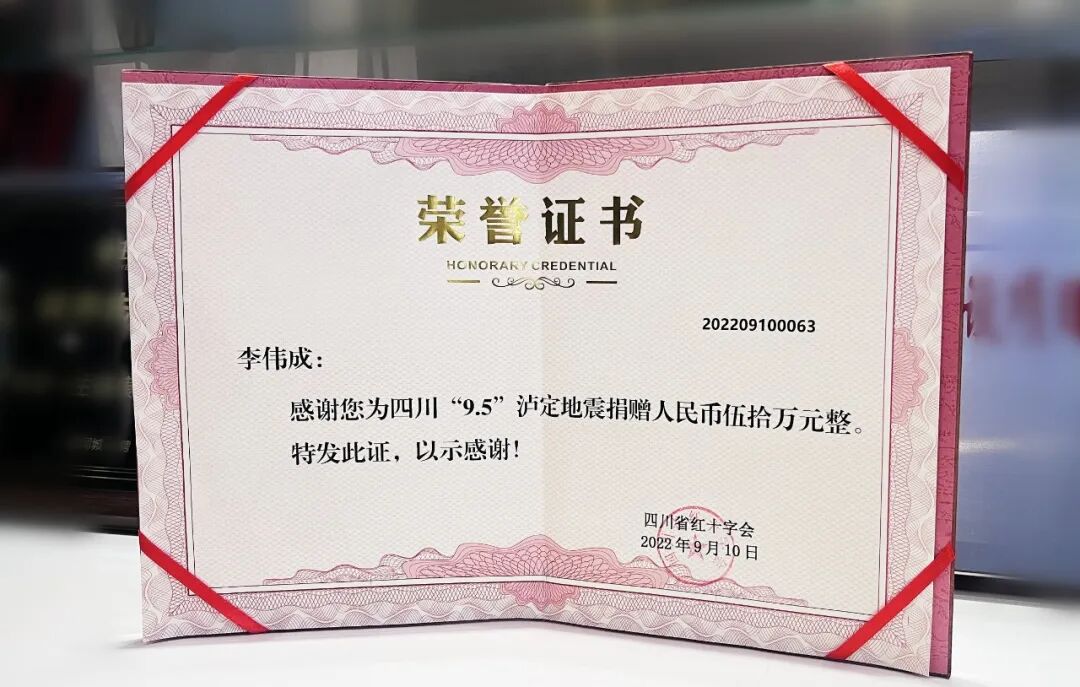 荣誉证书
HONORARY CREDENTIAL
202209100063
李伟成：
感谢您为四川“9.5”泸定地震捐赠人民币伍拾万元整。
特发此证，以示感谢！
四川省红十字会
2022年9月10日